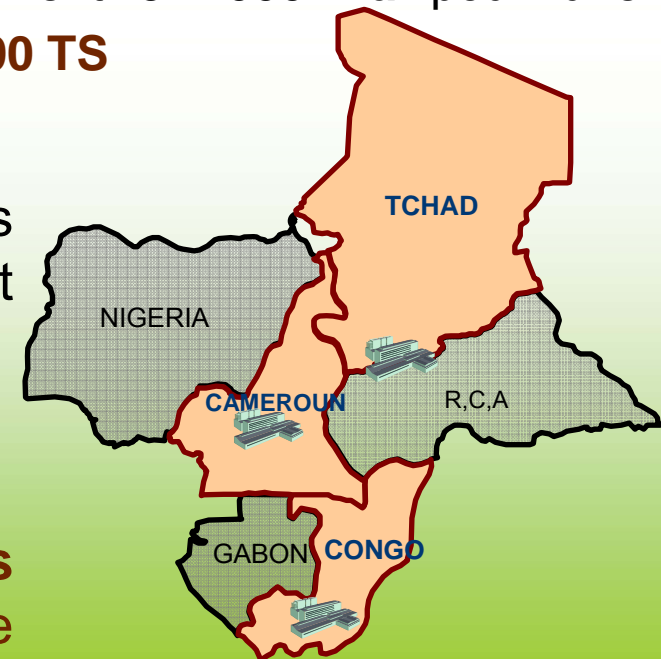 00 TS
TCHAD
s
t
NIGERIA
CAMEROUN
R,C,A
GABON
CONGO
s
e